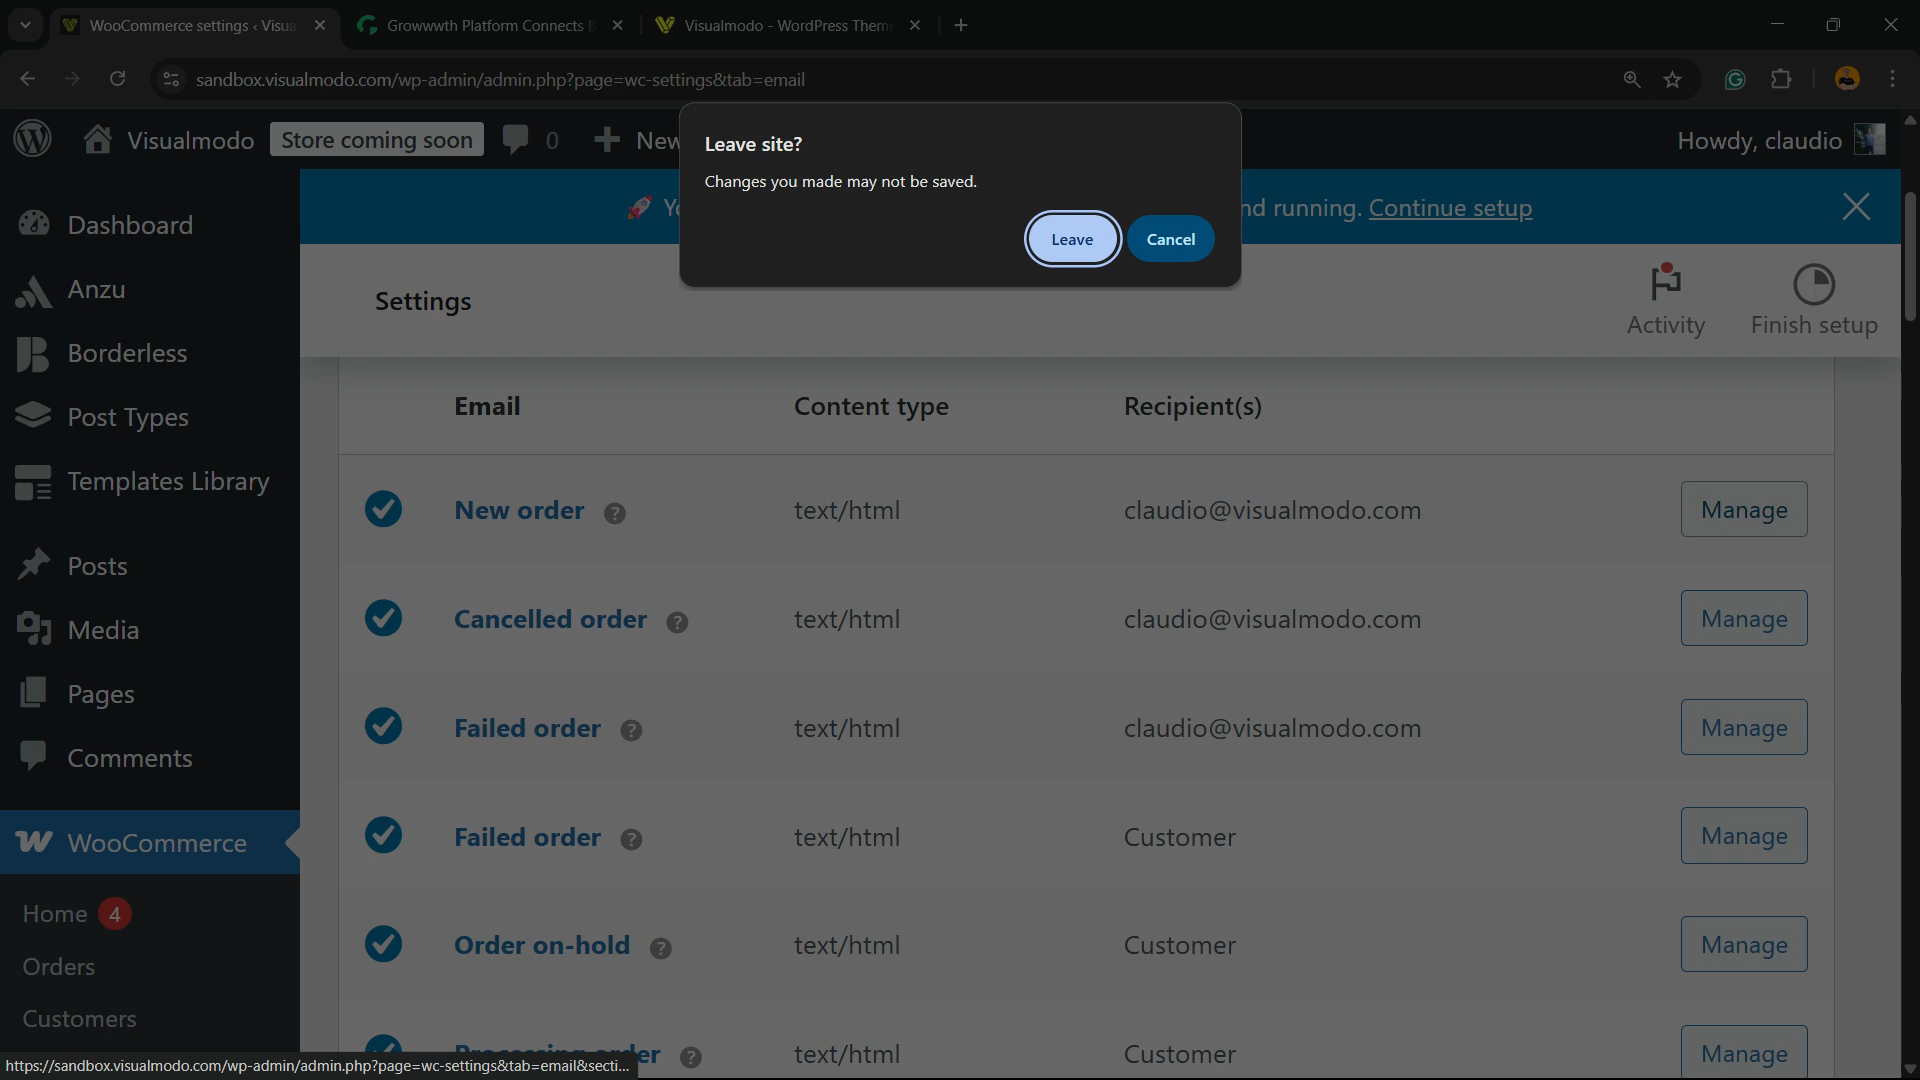 WooCommerce settings ‹ Visua
Growwwth Platform Connects B
Visualmodo - WordPress Them
sandbox.visualmodo.com/wp-admin/admin.php?page=wc-settings&tab=email
Visualmodo
Store coming soon
0
New
Howdy, claudio
Leave site?
Changes you made may not be saved.
Leave
Cancel
nd running. Continue setup
Settings
Activity
Finish setup
Dashboard
Anzu
Borderless
Post Types
Templates Library
Posts
Media
Pages
Comments
WooCommerce
Home 4
Orders
Customers
Email Content type Recipient(s)
New order ? text/html claudio@visualmodo.com Manage
Cancelled order ? text/html claudio@visualmodo.com Manage
Failed order ? text/html claudio@visualmodo.com Manage
Failed order ? text/html Customer Manage
Order on-hold ? text/html Customer Manage
Processing order ? text/html Customer Manage
https://sandbox.visualmodo.com/wp-admin/admin.php?page=wc-settings&tab=email&secti...